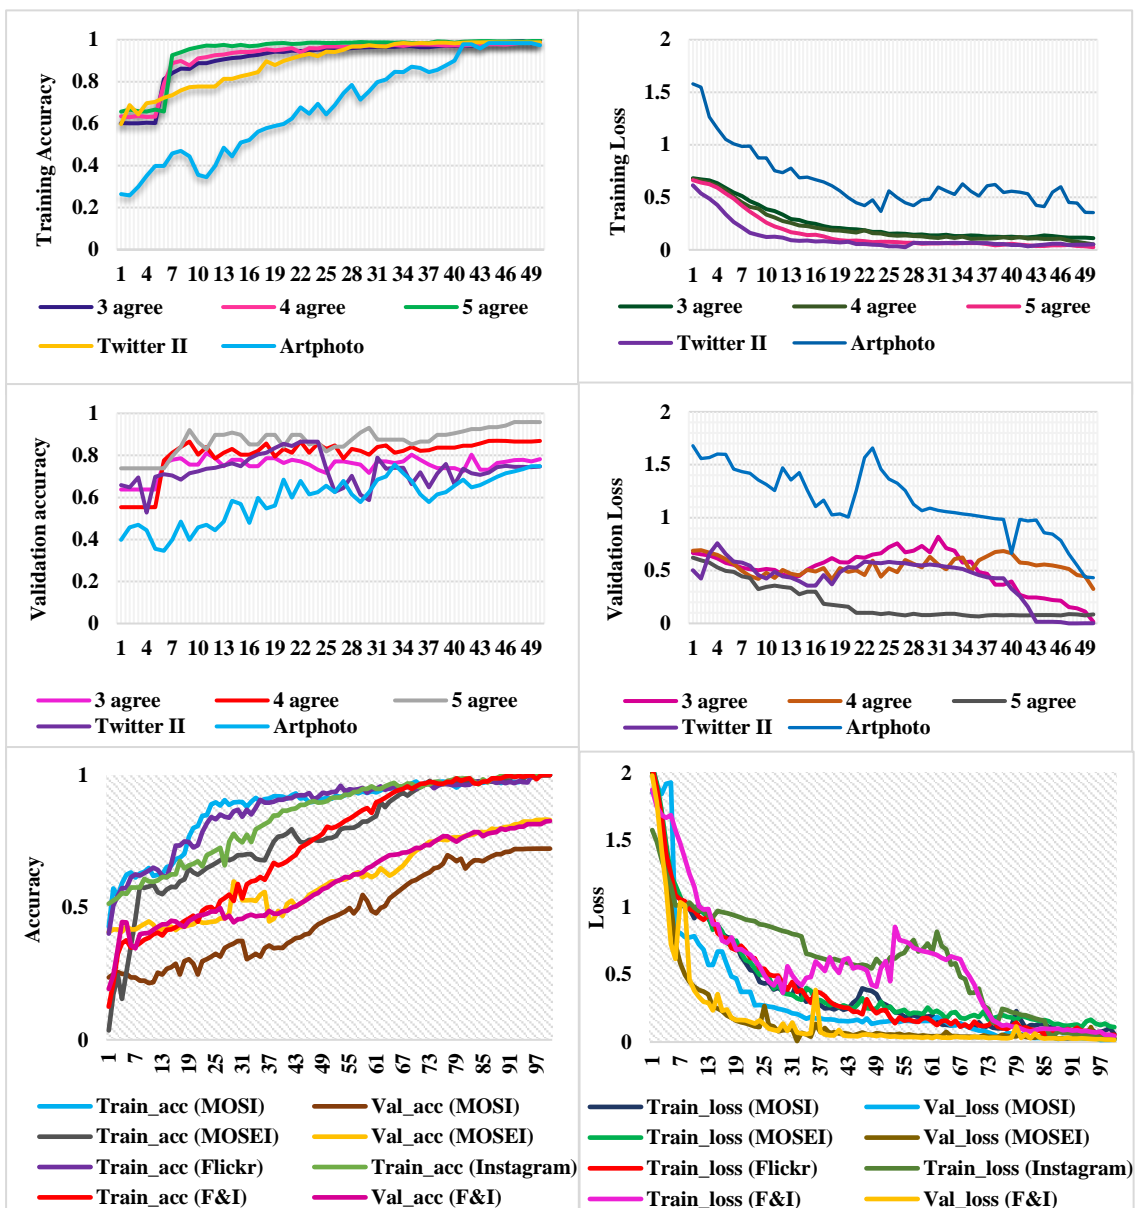 1
0.8
0.6
0.4
0.2
0
Training Accuracy
1 4 7 10 13 16 19 22 25 28 31 34 37 40 43 46 49
3 agree 4 agree 5 agree
Twitter II Artphoto
2
1.5
1
0.5
0
Training Loss
1 4 7 10 13 16 19 22 25 28 31 34 37 40 43 46 49
3 agree 4 agree 5 agree
Twitter II Artphoto
1
0.8
0.6
0.4
0.2
0
Validation accuracy
1 4 7 10 13 16 19 22 25 28 31 34 37 40 43 46 49
3 agree 4 agree 5 agree
Twitter II Artphoto
2
1.5
1
0.5
0
Validation Loss
1 4 7 10 13 16 19 22 25 28 31 34 37 40 43 46 49
3 agree 4 agree 5 agree
Twitter II Artphoto
1
0.5
0
Accuracy
1 7 13 19 25 31 37 43 49 55 61 67 73 79 85 91 97
Train_acc (MOSI) Val_acc (MOSI)
Train_acc (MOSEI) Val_acc (MOSEI)
Train_acc (Flickr) Train_acc (Instagram)
Train_acc (F&I) Val_acc (F&I)
2
1.5
1
0.5
0
Loss
1 7 13 19 25 31 37 43 49 55 61 67 73 79 85 91 97
Train_loss (MOSI) Val_loss (MOSI)
Train_loss (MOSEI) Val_loss (MOSEI)
Train_loss (Flickr) Train_loss (Instagram)
Train_loss (F&I) Val_loss (F&I)